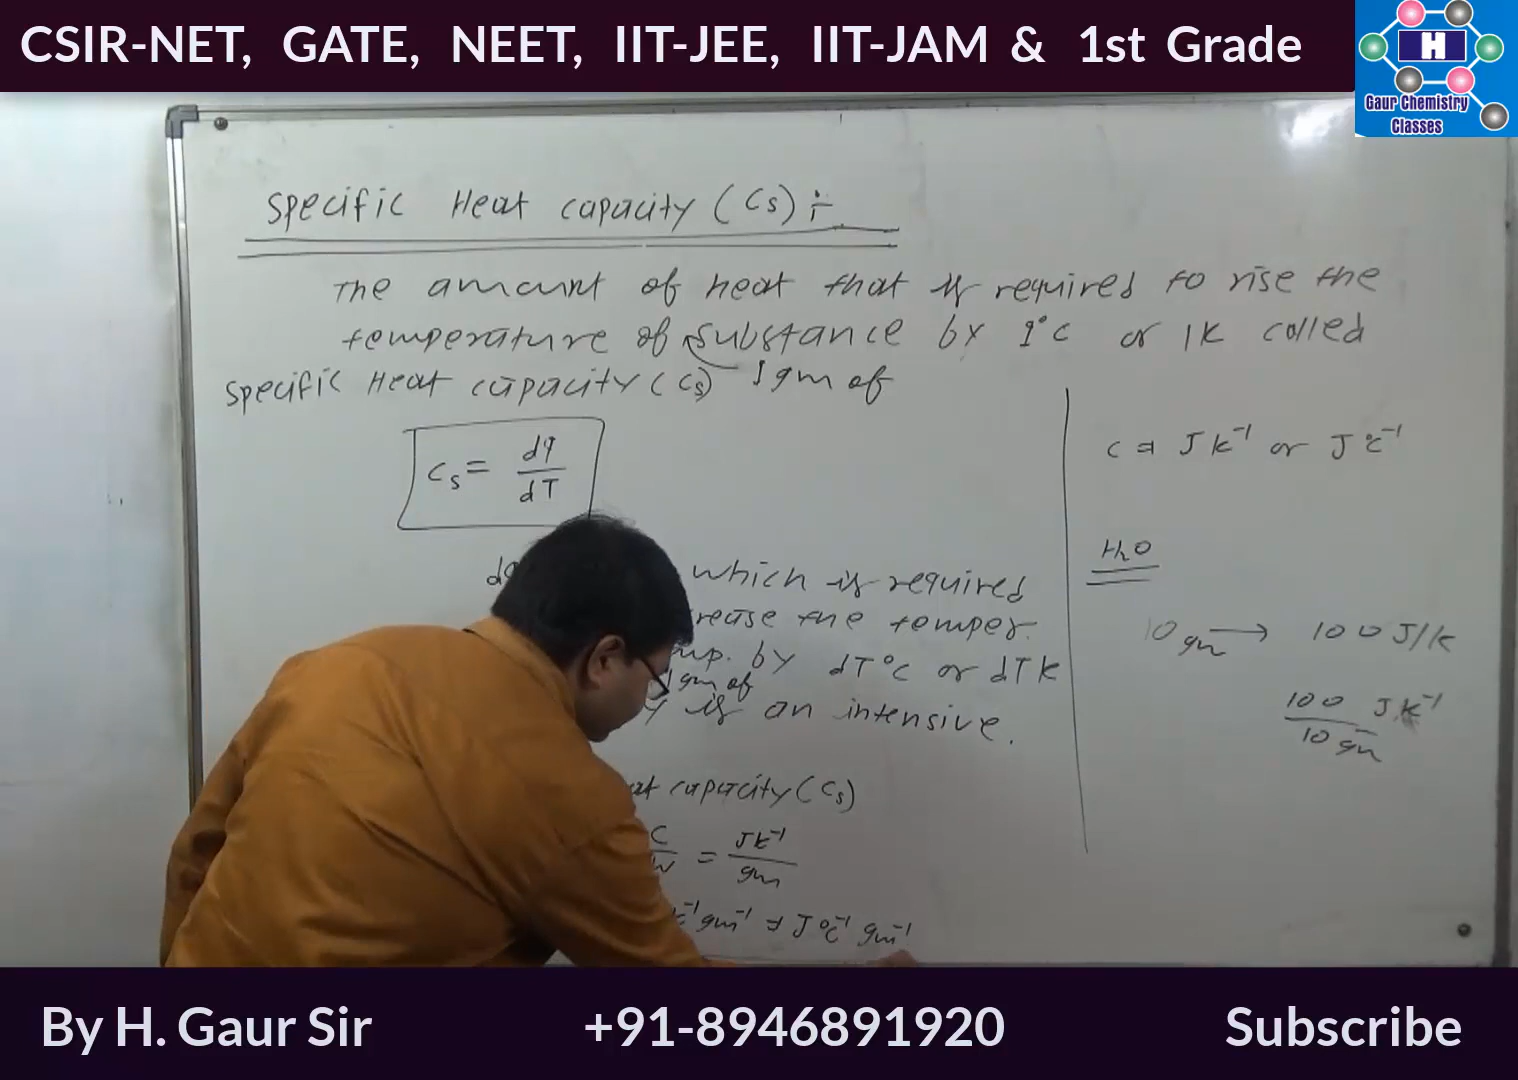 CSIR-NET, GATE, NEET, IIT-JEE, IIT-JAM & 1st Grade
H
Gaur Chemistry
Classes
Specific Heat capacity (Cs) ÷
The amount of heat that is required to rise the
temperature of substance by 1°C or 1K called
1gm of
Specific Heat capacity (Cs)
Cs = dq/dT
which is required
the temper.
by dT°C or dTK
1gm of
is an intensive.
capacity (Cs)
C/W = JK⁻¹/gm
K⁻¹ gm⁻¹ ⇒ J°C⁻¹ gm⁻¹
C ⇒ JK⁻¹ or J°C⁻¹
H₂O
10 gm → 100 J/K
100 JK⁻¹
10 gm
By H. Gaur Sir
+91-8946891920
Subscribe